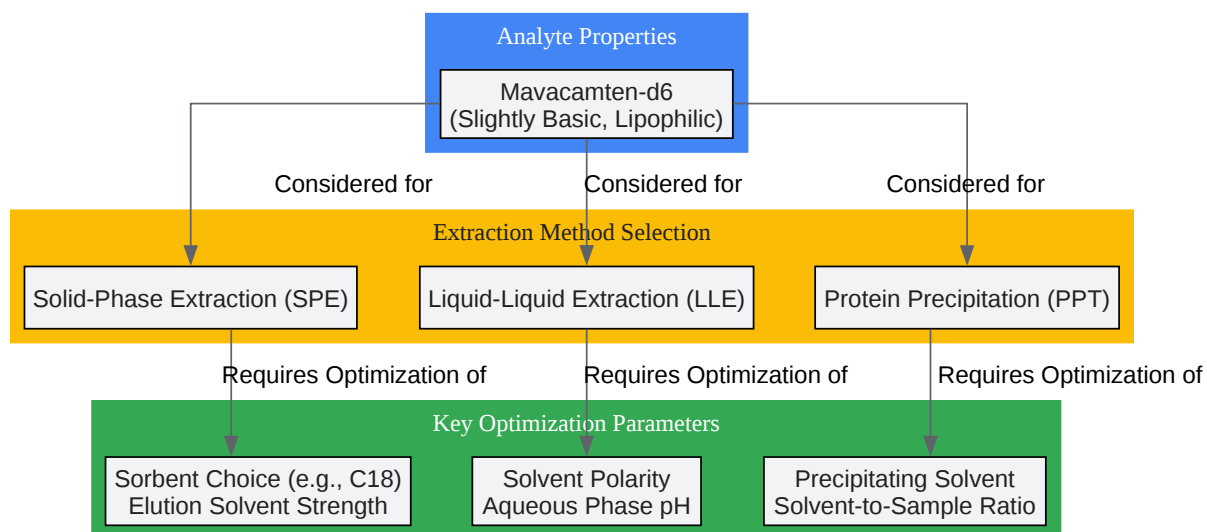 Analyte Properties
Mavacamten-d6
(Slightly Basic, Lipophilic)
Considered for
Considered for
Considered for
Extraction Method Selection
Solid-Phase Extraction (SPE)
Liquid-Liquid Extraction (LLE)
Protein Precipitation (PPT)
Requires Optimization of
Requires Optimization of
Requires Optimization of
Key Optimization Parameters
Sorbent Choice (e.g., C18)
Elution Solvent Strength
Solvent Polarity
Aqueous Phase pH
Precipitating Solvent
Solvent-to-Sample Ratio